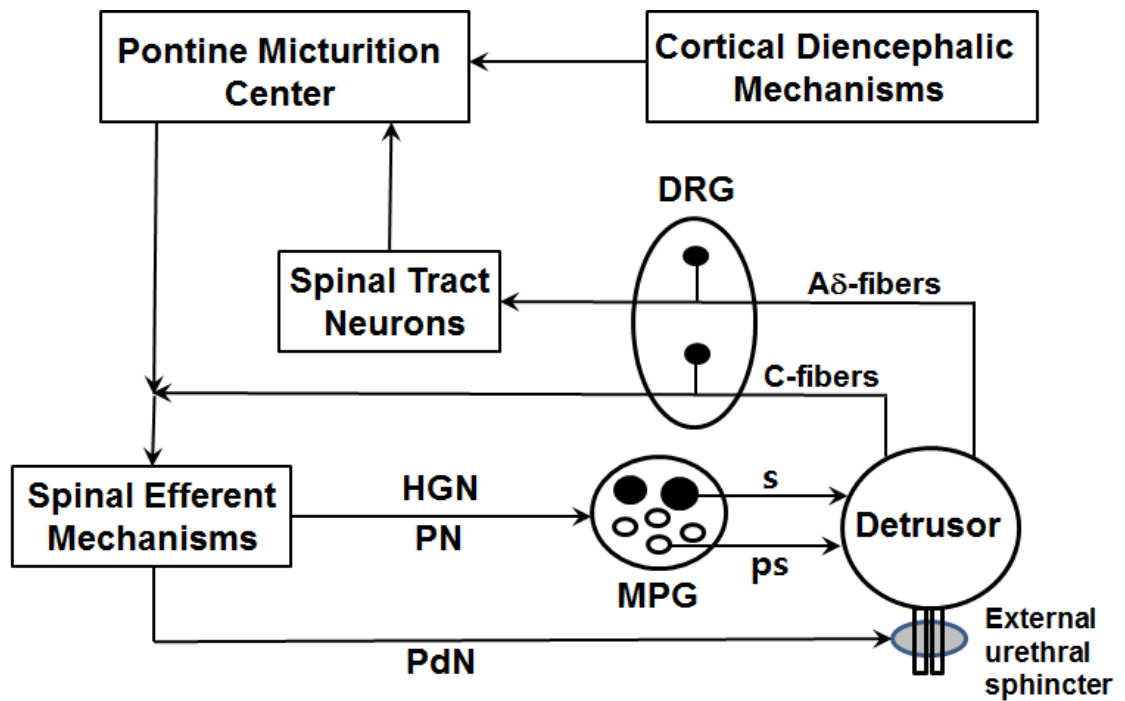 Pontine Micturition
Center
Cortical Diencephalic
Mechanisms
DRG
Spinal Tract
Neurons
Aδ-fibers
C-fibers
Spinal Efferent
Mechanisms
HGN
PN
MPG
s
ps
Detrusor
PdN
External
urethral
sphincter